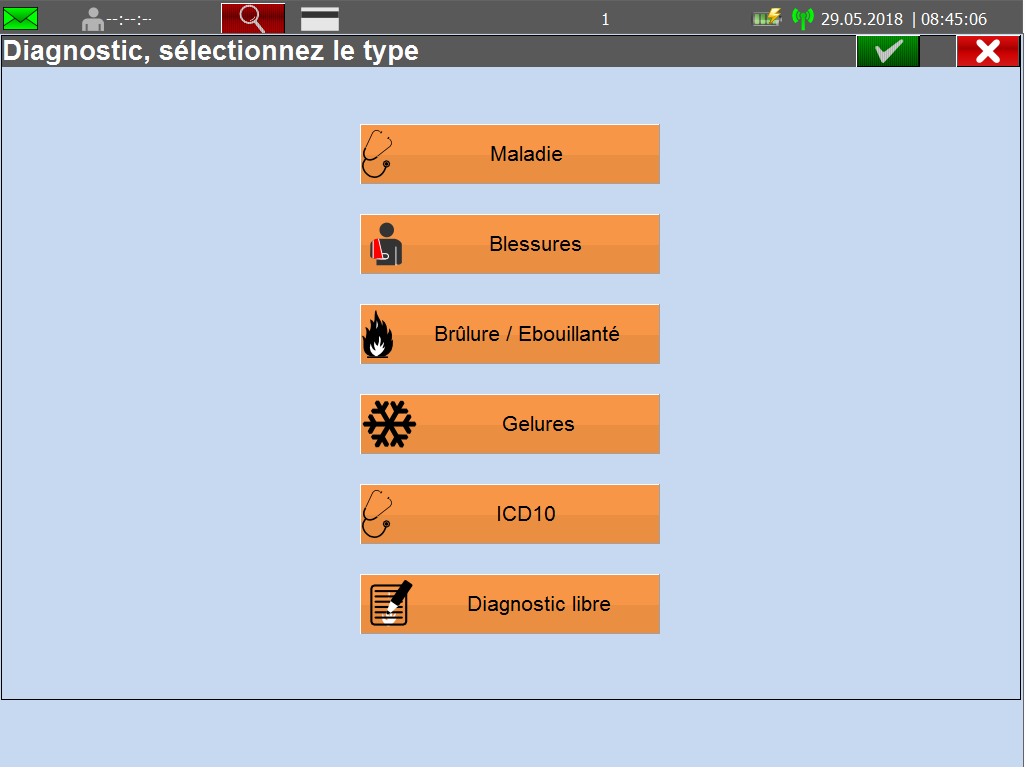 --:--:-- 1 29.05.2018 | 08:45:06
Diagnostic, sélectionnez le type
Maladie
Blessures
Brûlure / Ebouillanté
Gelures
ICD10
Diagnostic libre